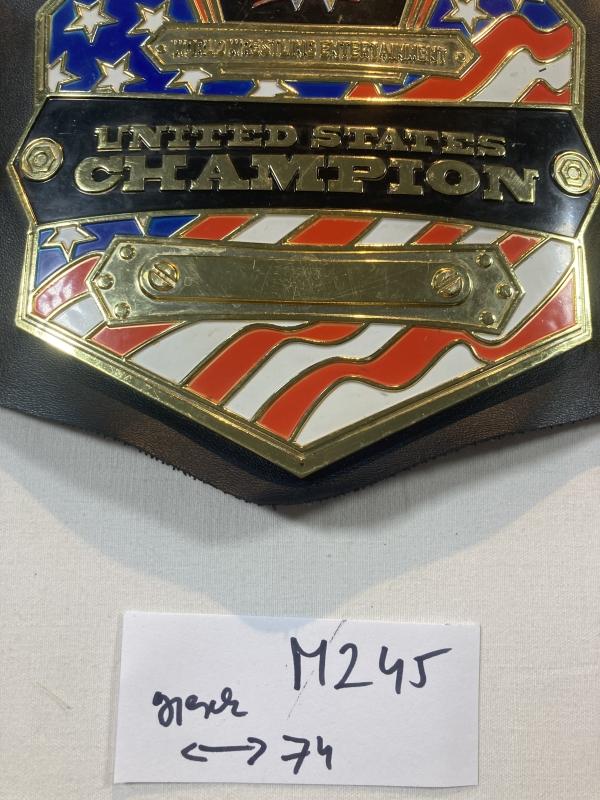 WORLD WRESTLING ENTERTAINMENT
UNITED STATES
CHAMPION
M245
↔ 74